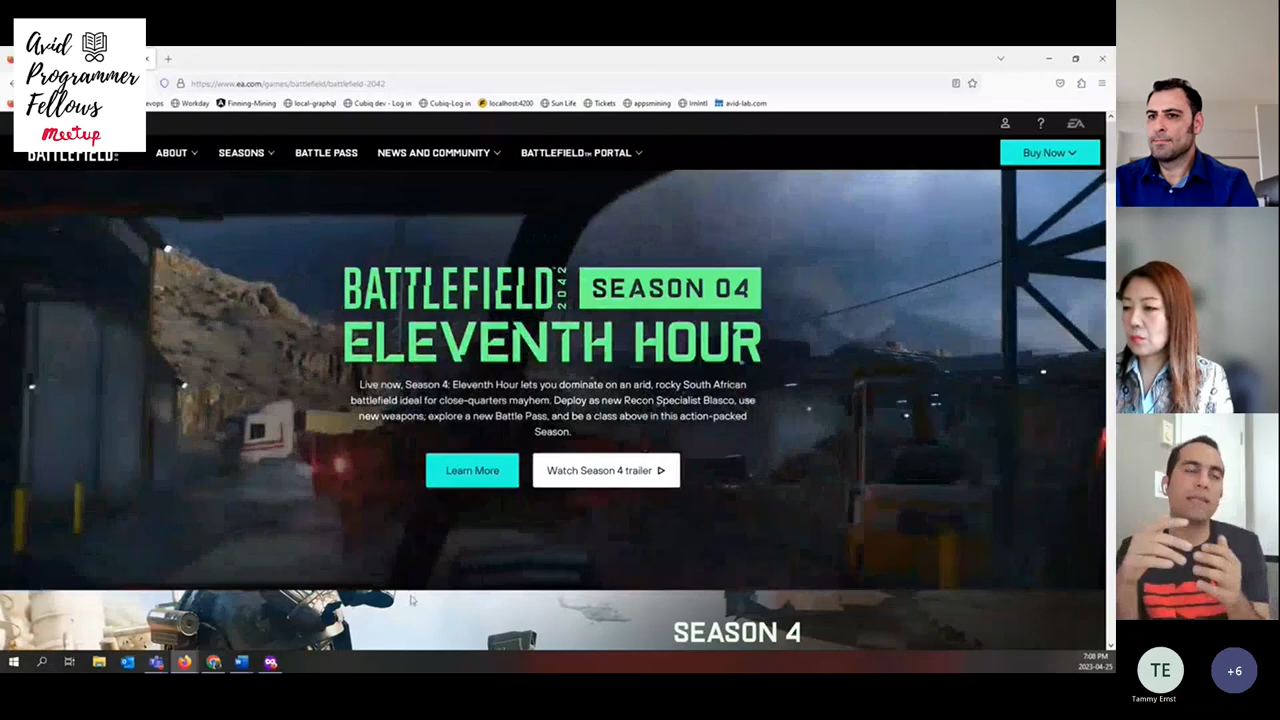 Avid
Programmer
Fellows
meetup
https://www.ea.com/games/battlefield/battlefield-2042
evops Workday Finning-Mining local-graphql Cubiq dev - Log in Cubiq-Log in localhost:4200 Sun Life Tickets appsmining IrnIntl avid-lab.com
EA
BATTLEFIELD ABOUT SEASONS BATTLE PASS NEWS AND COMMUNITY BATTLEFIELD™ PORTAL Buy Now
BATTLEFIELD 2042 SEASON 04
ELEVENTH HOUR
Live now, Season 4: Eleventh Hour lets you dominate on an arid, rocky South African
battlefield ideal for close-quarters mayhem. Deploy as new Recon Specialist Blasco, use
new weapons, explore a new Battle Pass, and be a class above in this action-packed
Season.
Learn More Watch Season 4 trailer
SEASON 4
7:08 PM
2023-04-25
TE
Tammy Ernst
+6